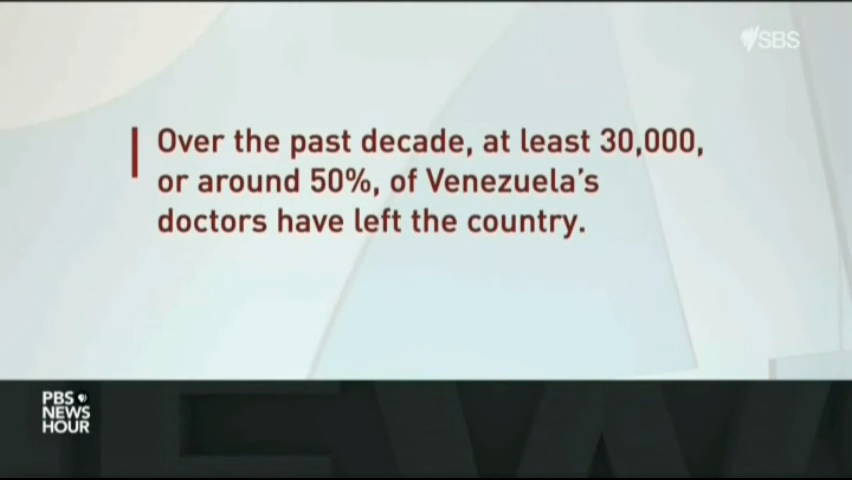 SBS
Over the past decade, at least 30,000,
or around 50%, of Venezuela's
doctors have left the country.
PBS
NEWS
HOUR